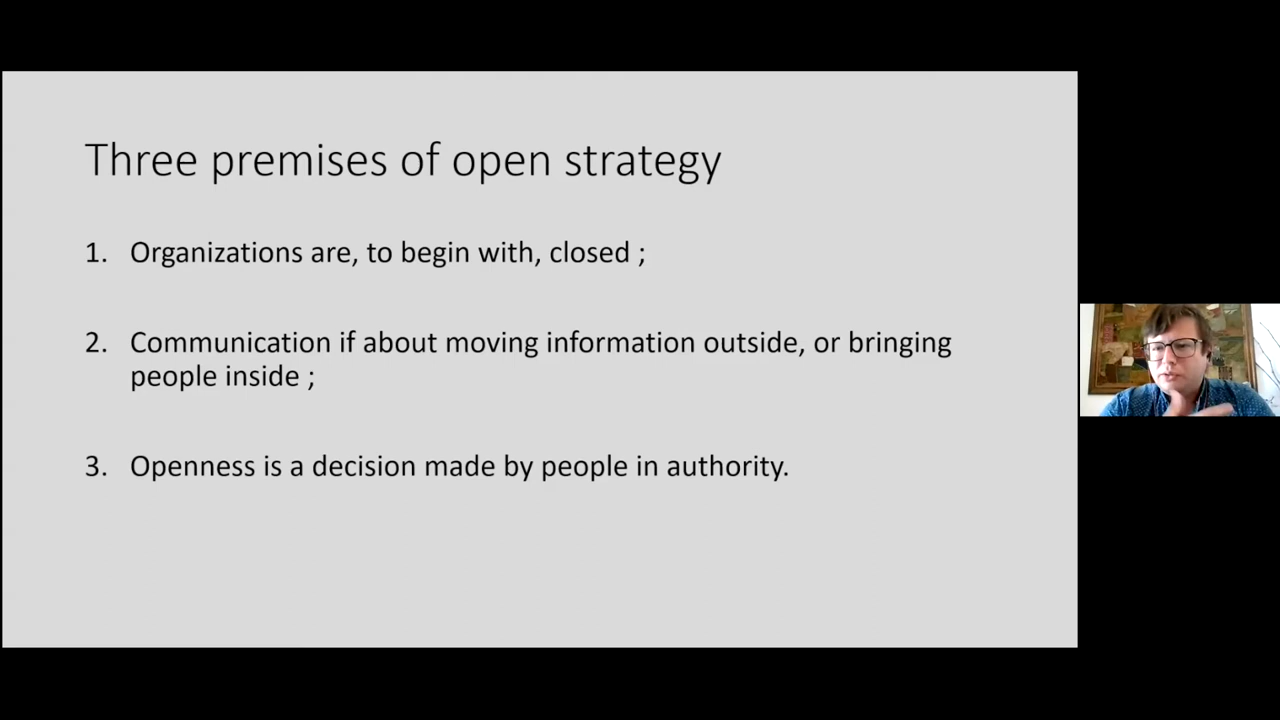 Three premises of open strategy
1. Organizations are, to begin with, closed ;
2. Communication if about moving information outside, or bringing
people inside ;
3. Openness is a decision made by people in authority.